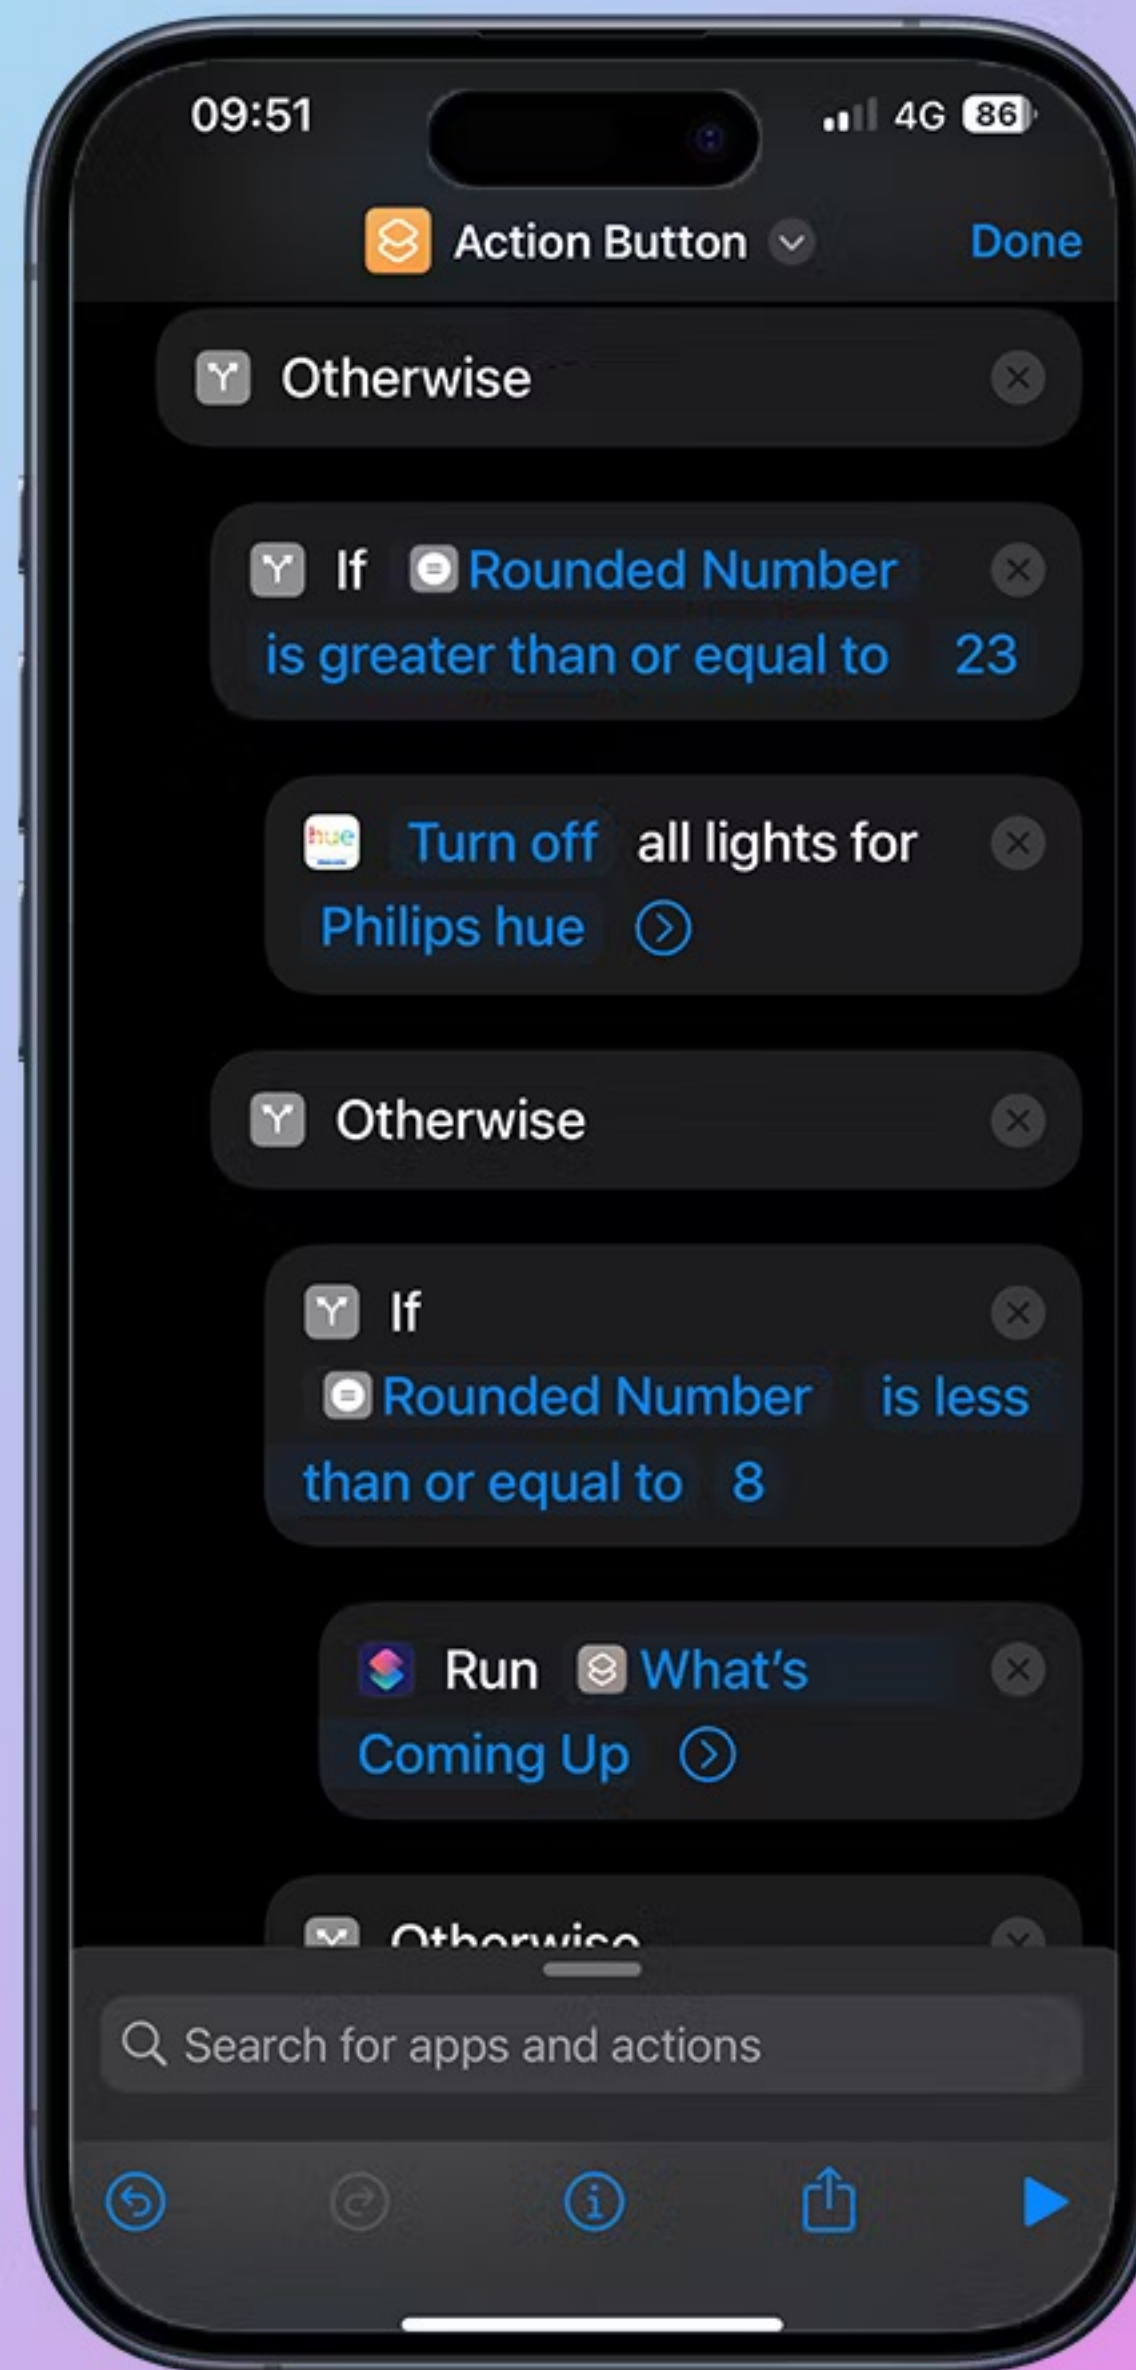 09:51
4G 86
Action Button
Done
Otherwise
If Rounded Number
is greater than or equal to 23
hue Turn off all lights for
Philips hue
Otherwise
If
Rounded Number is less
than or equal to 8
Run What's
Coming Up
Otherwise
Search for apps and actions